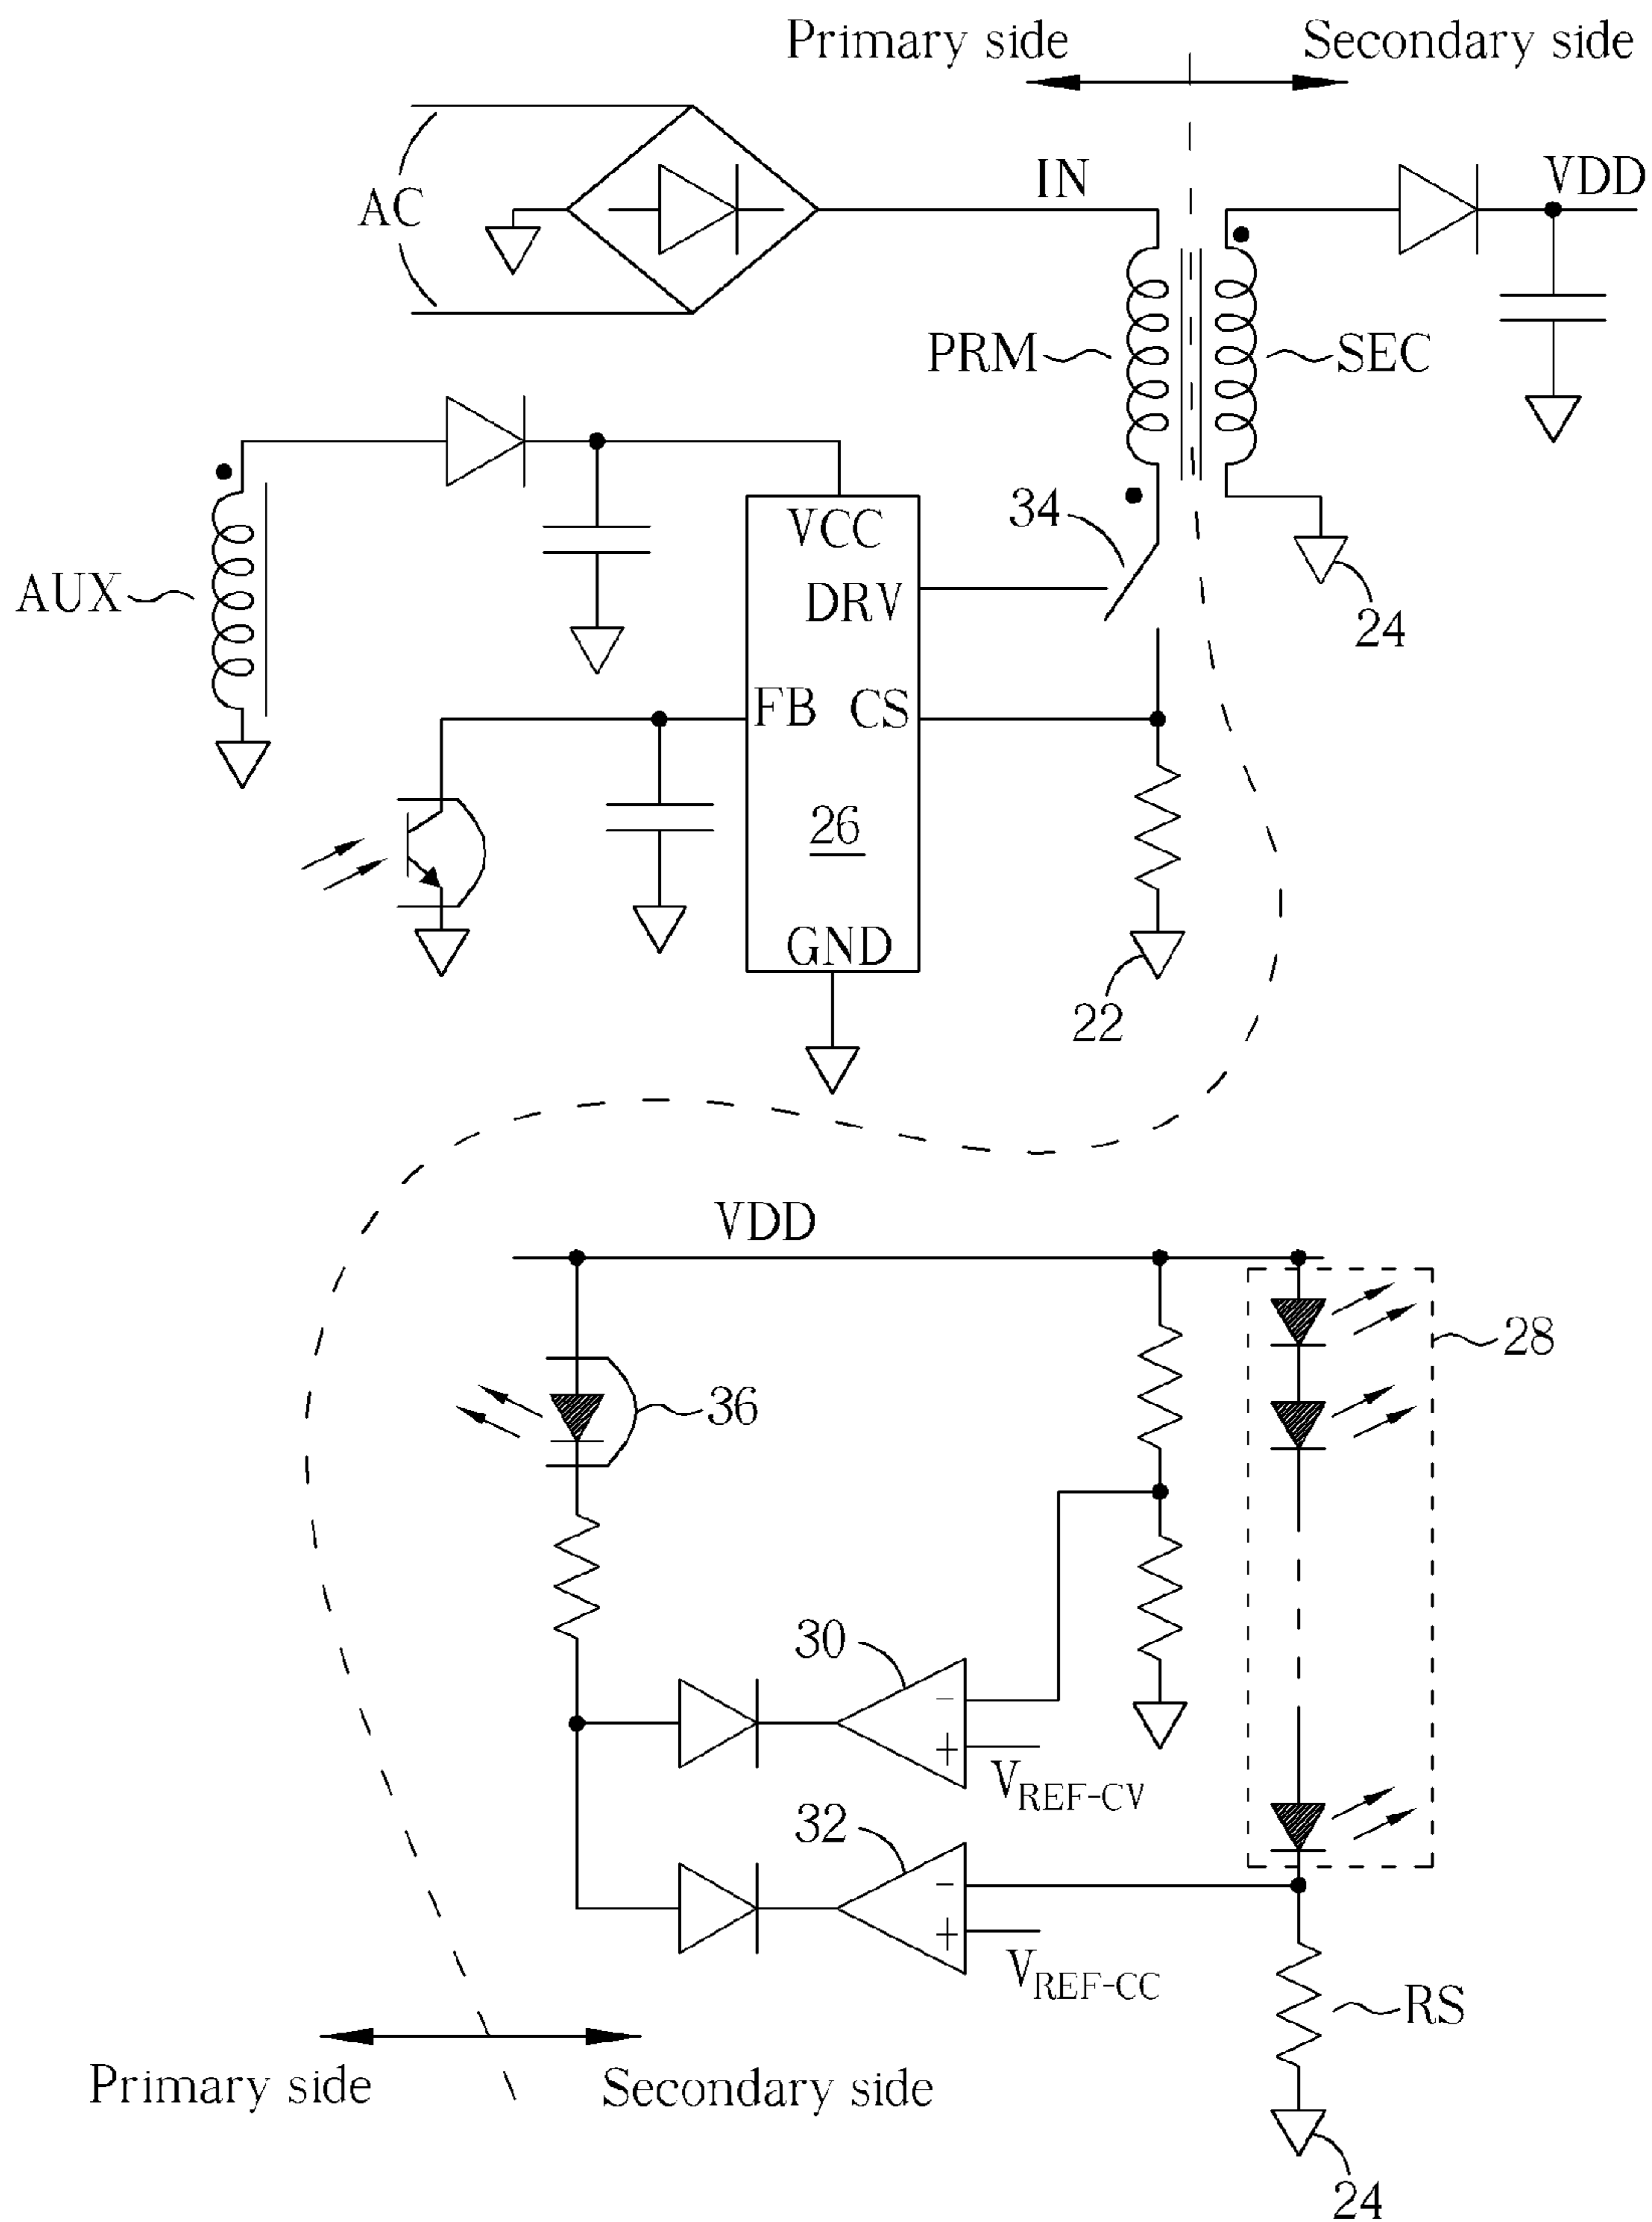 Primary side
Secondary side
AC
IN
VDD
PRM
SEC
AUX
VCC
34
DRV
24
FB
CS
26
GND
22
VDD
28
36
30
-
+
VREF-CV
32
-
+
VREF-CC
RS
Primary side
Secondary side
24